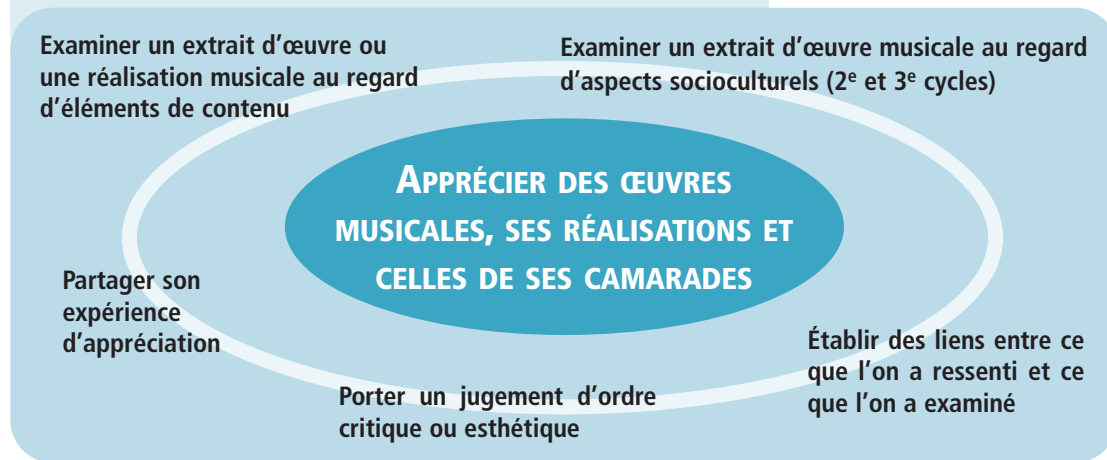 Examiner un extrait d'œuvre ou
une réalisation musicale au regard
d'éléments de contenu
Examiner un extrait d'œuvre musicale au regard
d'aspects socioculturels (2e et 3e cycles)
APPRÉCIER DES ŒUVRES
MUSICALES, SES RÉALISATIONS ET
CELLES DE SES CAMARADES
Partager son
expérience
d'appréciation
Établir des liens entre ce
que l'on a ressenti et ce
que l'on a examiné
Porter un jugement d'ordre
critique ou esthétique